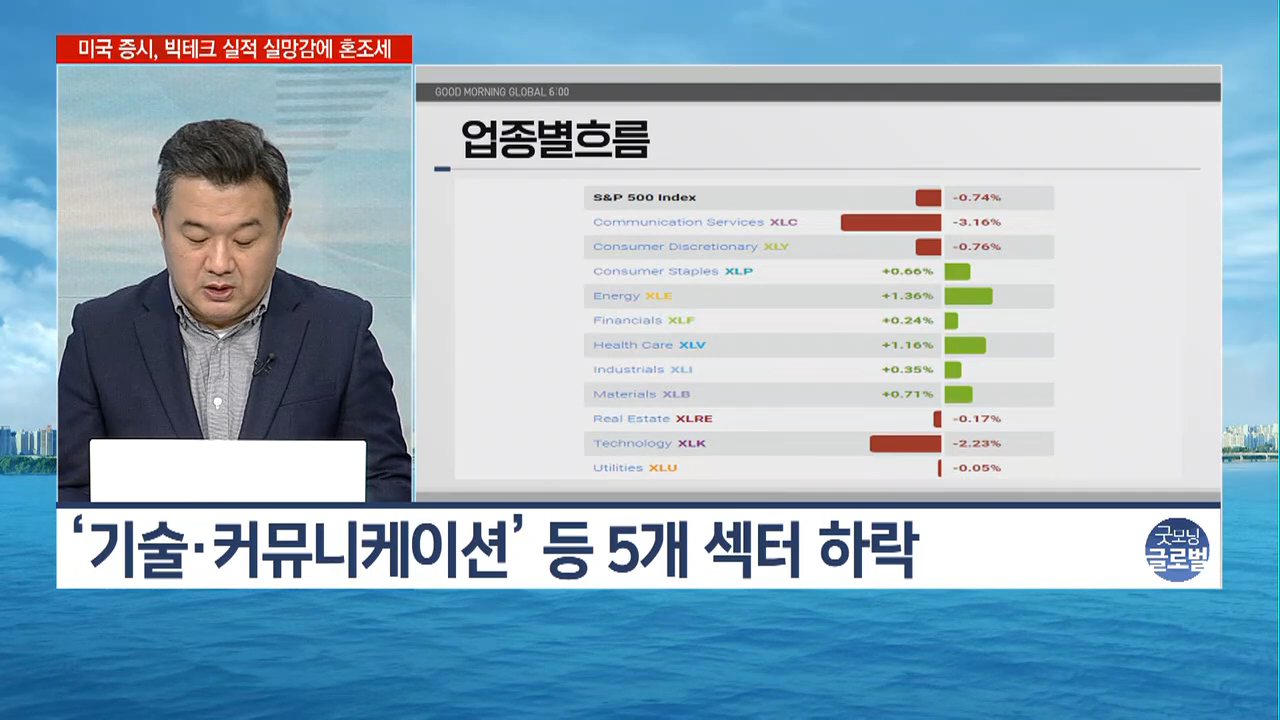 미국 증시, 빅테크 실적 실망감에 혼조세
GOOD MORNING GLOBAL 6:00
업종별흐름
S&P 500 Index -0.74%
Communication Services XLC -3.16%
Consumer Discretionary XLY -0.76%
Consumer Staples XLP +0.66%
Energy XLE +1.36%
Financials XLF +0.24%
Health Care XLV +1.16%
Industrials XLI +0.35%
Materials XLB +0.71%
Real Estate XLRE -0.17%
Technology XLK -2.23%
Utilities XLU -0.05%
‘기술·커뮤니케이션’ 등 5개 섹터 하락
굿모닝
글로벌